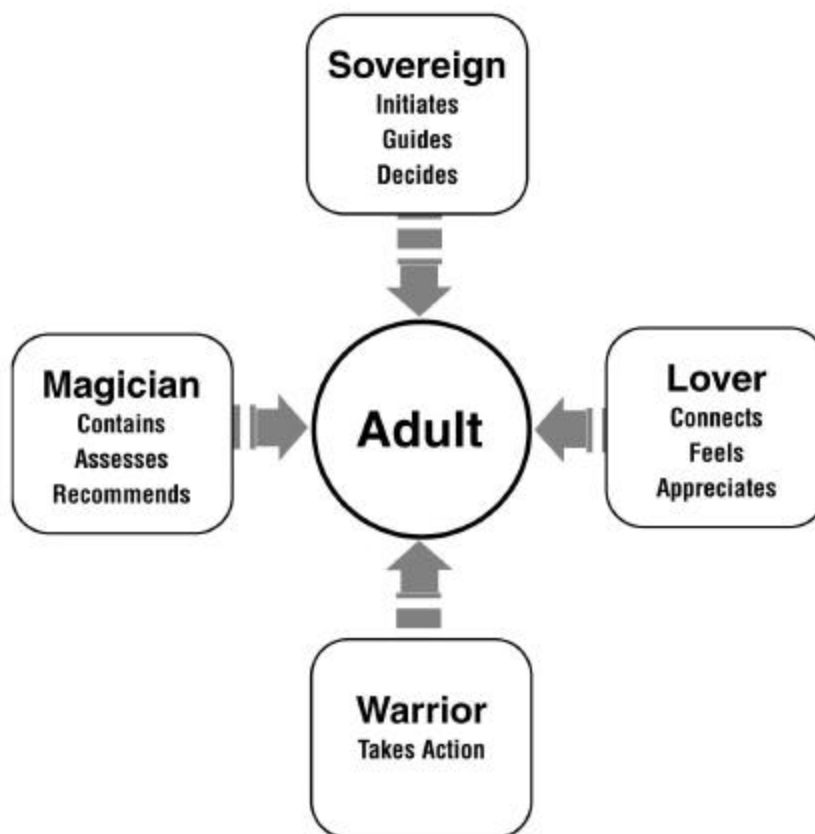 Sovereign
Initiates
Guides
Decides
Magician
Contains
Assesses
Recommends
Adult
Lover
Connects
Feels
Appreciates
Warrior
Takes Action